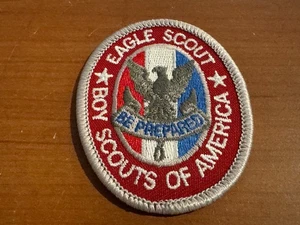 EAGLE SCOUT
BE PREPARED
BOY SCOUTS OF AMERICA